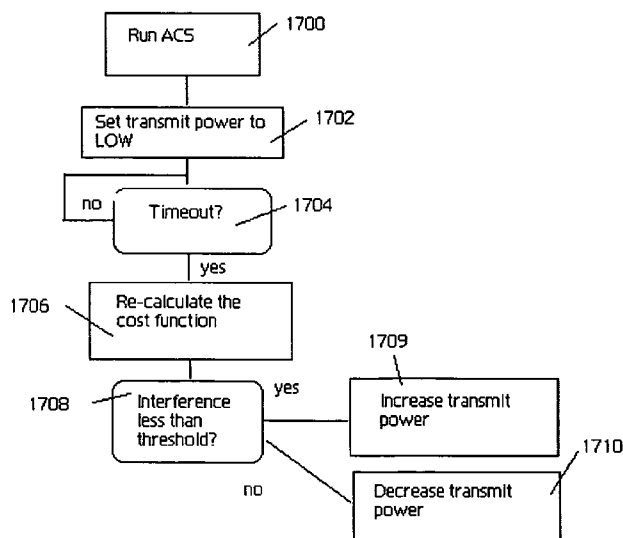 Run ACS
1700
Set transmit power to
LOW
1702
no
Timeout?
1704
yes
1706
Re-calculate the
cost function
1708
Interference
less than
threshold?
yes
1709
Increase transmit
power
no
1710
Decrease transmit
power